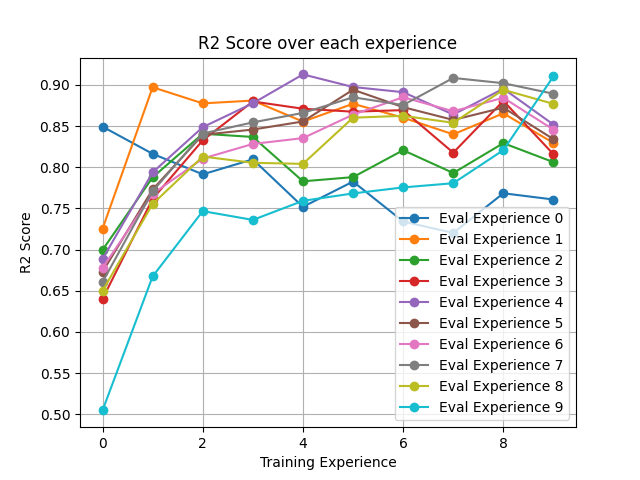 R2 Score over each experience
R2 Score
0.90
0.85
0.80
0.75
0.70
0.65
0.60
0.55
0.50
Eval Experience 0
Eval Experience 1
Eval Experience 2
Eval Experience 3
Eval Experience 4
Eval Experience 5
Eval Experience 6
Eval Experience 7
Eval Experience 8
Eval Experience 9
0 2 4 6 8
Training Experience